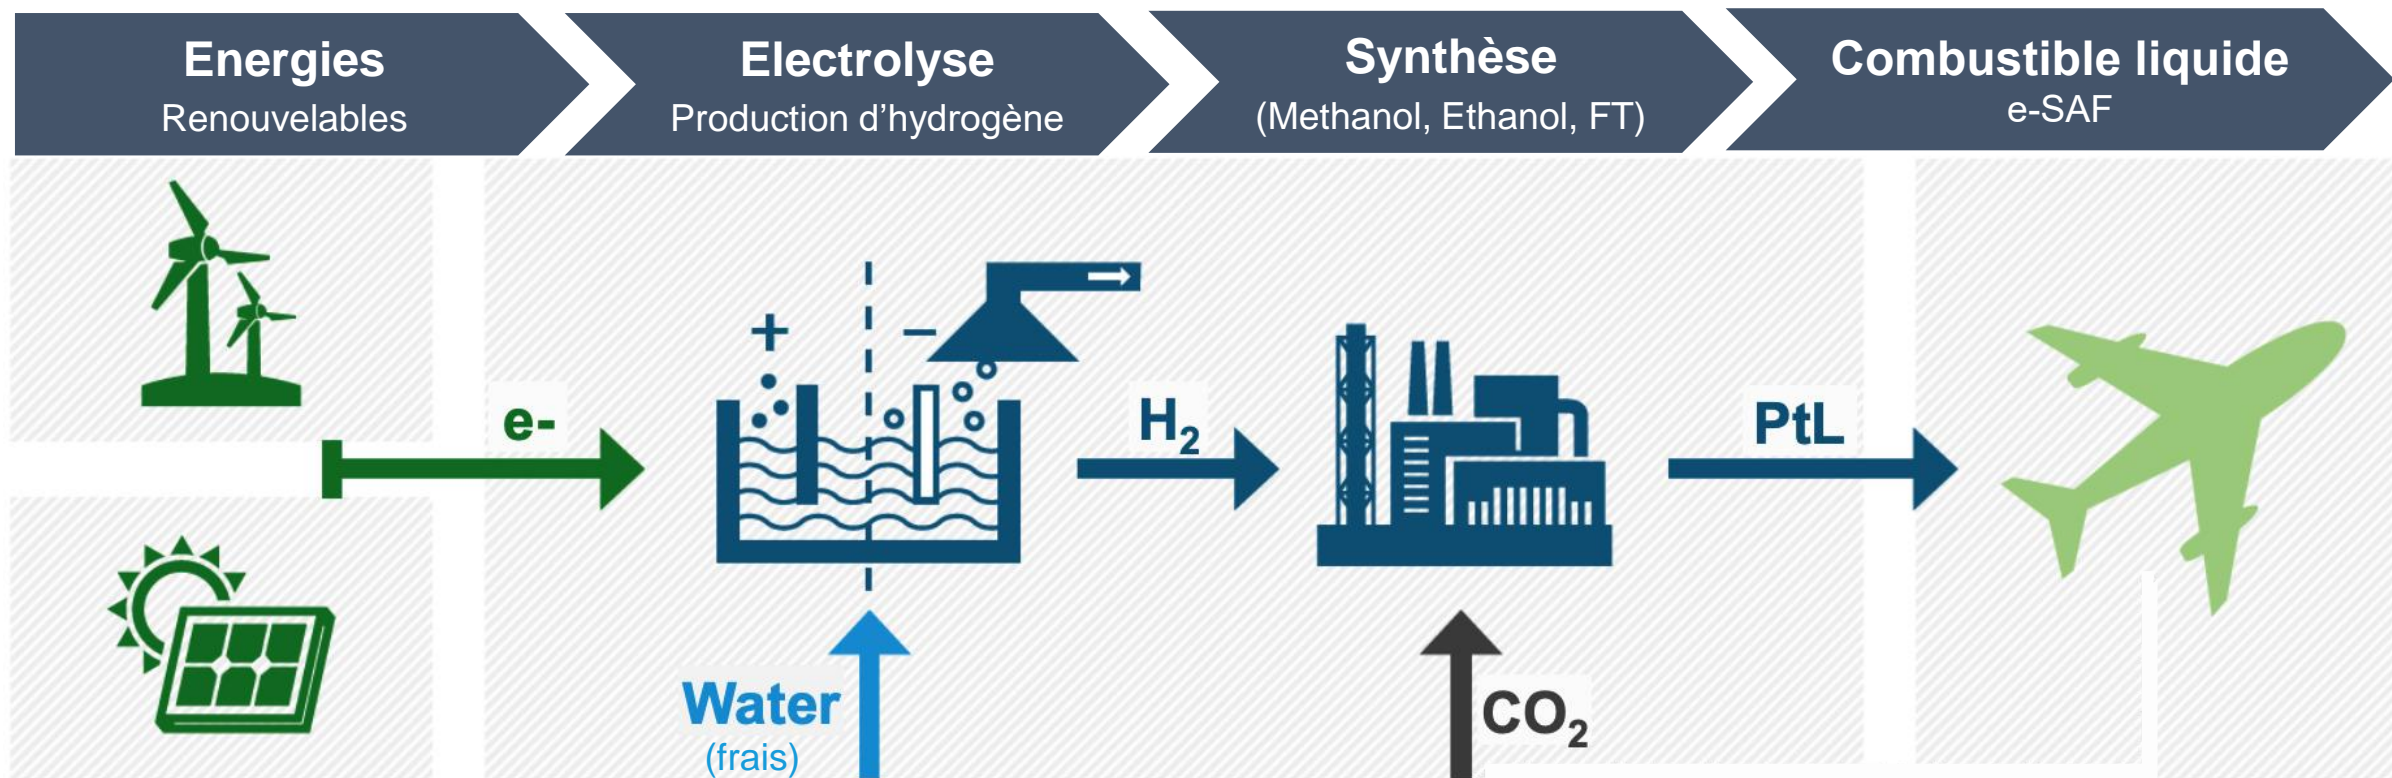 Energies
Renouvelables
Electrolyse
Production d’hydrogène
Synthèse
(Methanol, Ethanol, FT)
Combustible liquide
e-SAF
+
−
e-
H₂
PtL
Water
(frais)
CO₂